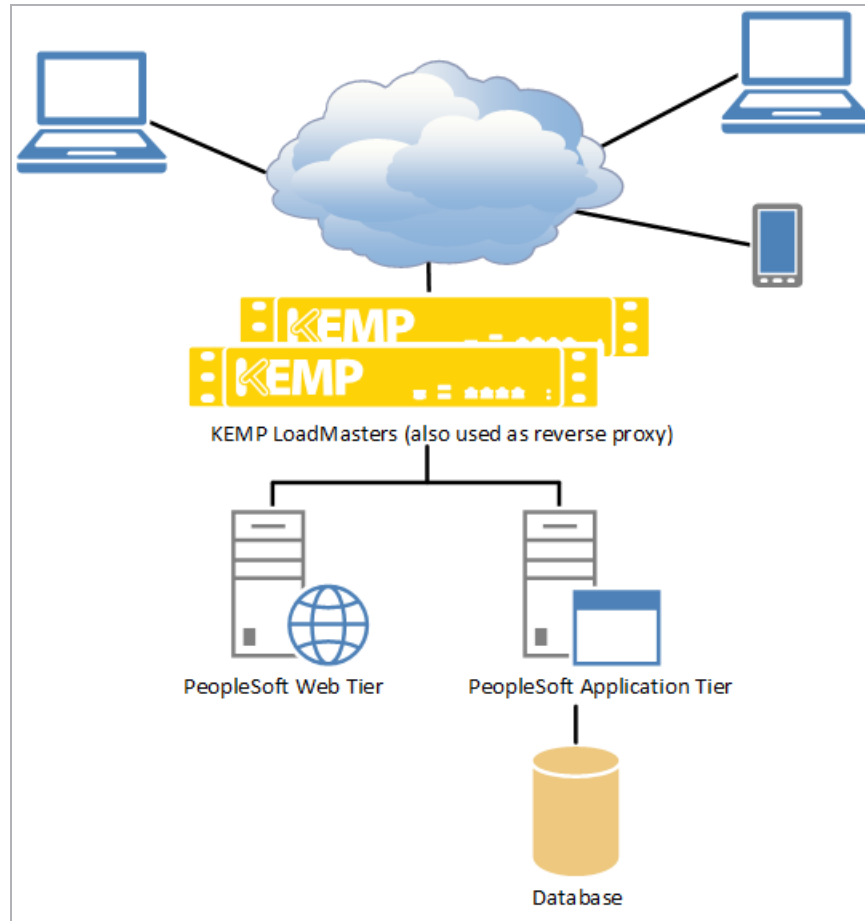 KEMP
KEMP
KEMP LoadMasters (also used as reverse proxy)
PeopleSoft Web Tier
PeopleSoft Application Tier
Database